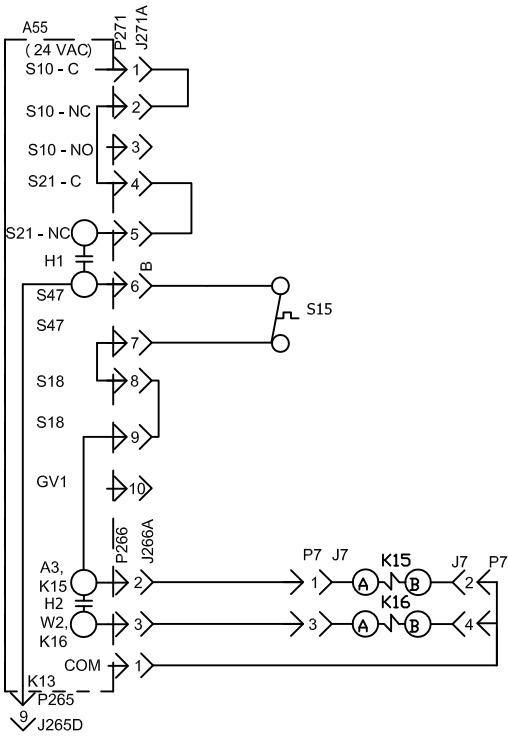 A55
P271
J271A
( 24 VAC)
S10 - C
1
S10 - NC
2
S10 - NO
3
S21 - C
4
S21 - NC
5
H1
B
6
S47
S15
S47
7
S18
8
S18
9
GV1
10
P266
J266A
A3,
K15
2
P7
J7
1
A
K15
B
J7
2
P7
H2
W2,
K16
3
3
A
K16
B
4
COM
1
K13
P265
9
J265D